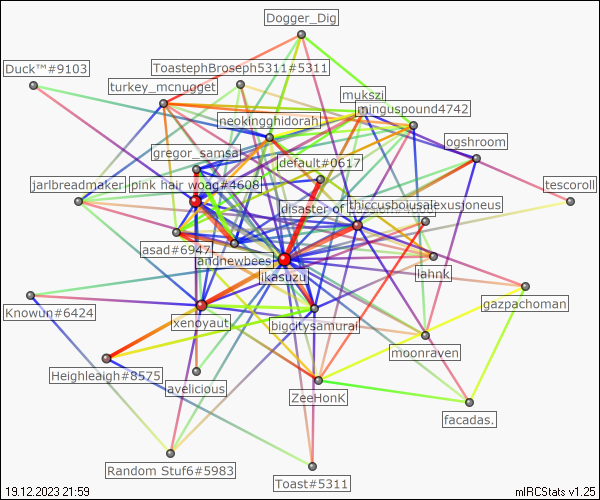 Dogger_Dig
Duck™#9103
ToastephBroseph5311#5311
turkey_mcnugget
mukszi
minguspound4742
neokingghidorah
ogshroom
gregor_samsa
default#0617
jarlbreadmaker
pink hair woag#4608
tescoroll
disaster of
thiccusboiusalexusjoneus
asad#6947
andnewbees
lahnk
ikasuzu
gazpachoman
Knowun#6424
xenoyaut
bigcitysamurai
moonraven
Heighleigh#8575
avelicious
ZeeHonK
facadas.
Random Stuf6#5983
Toast#5311
19.12.2023 21:59
mIRCStats v1.25